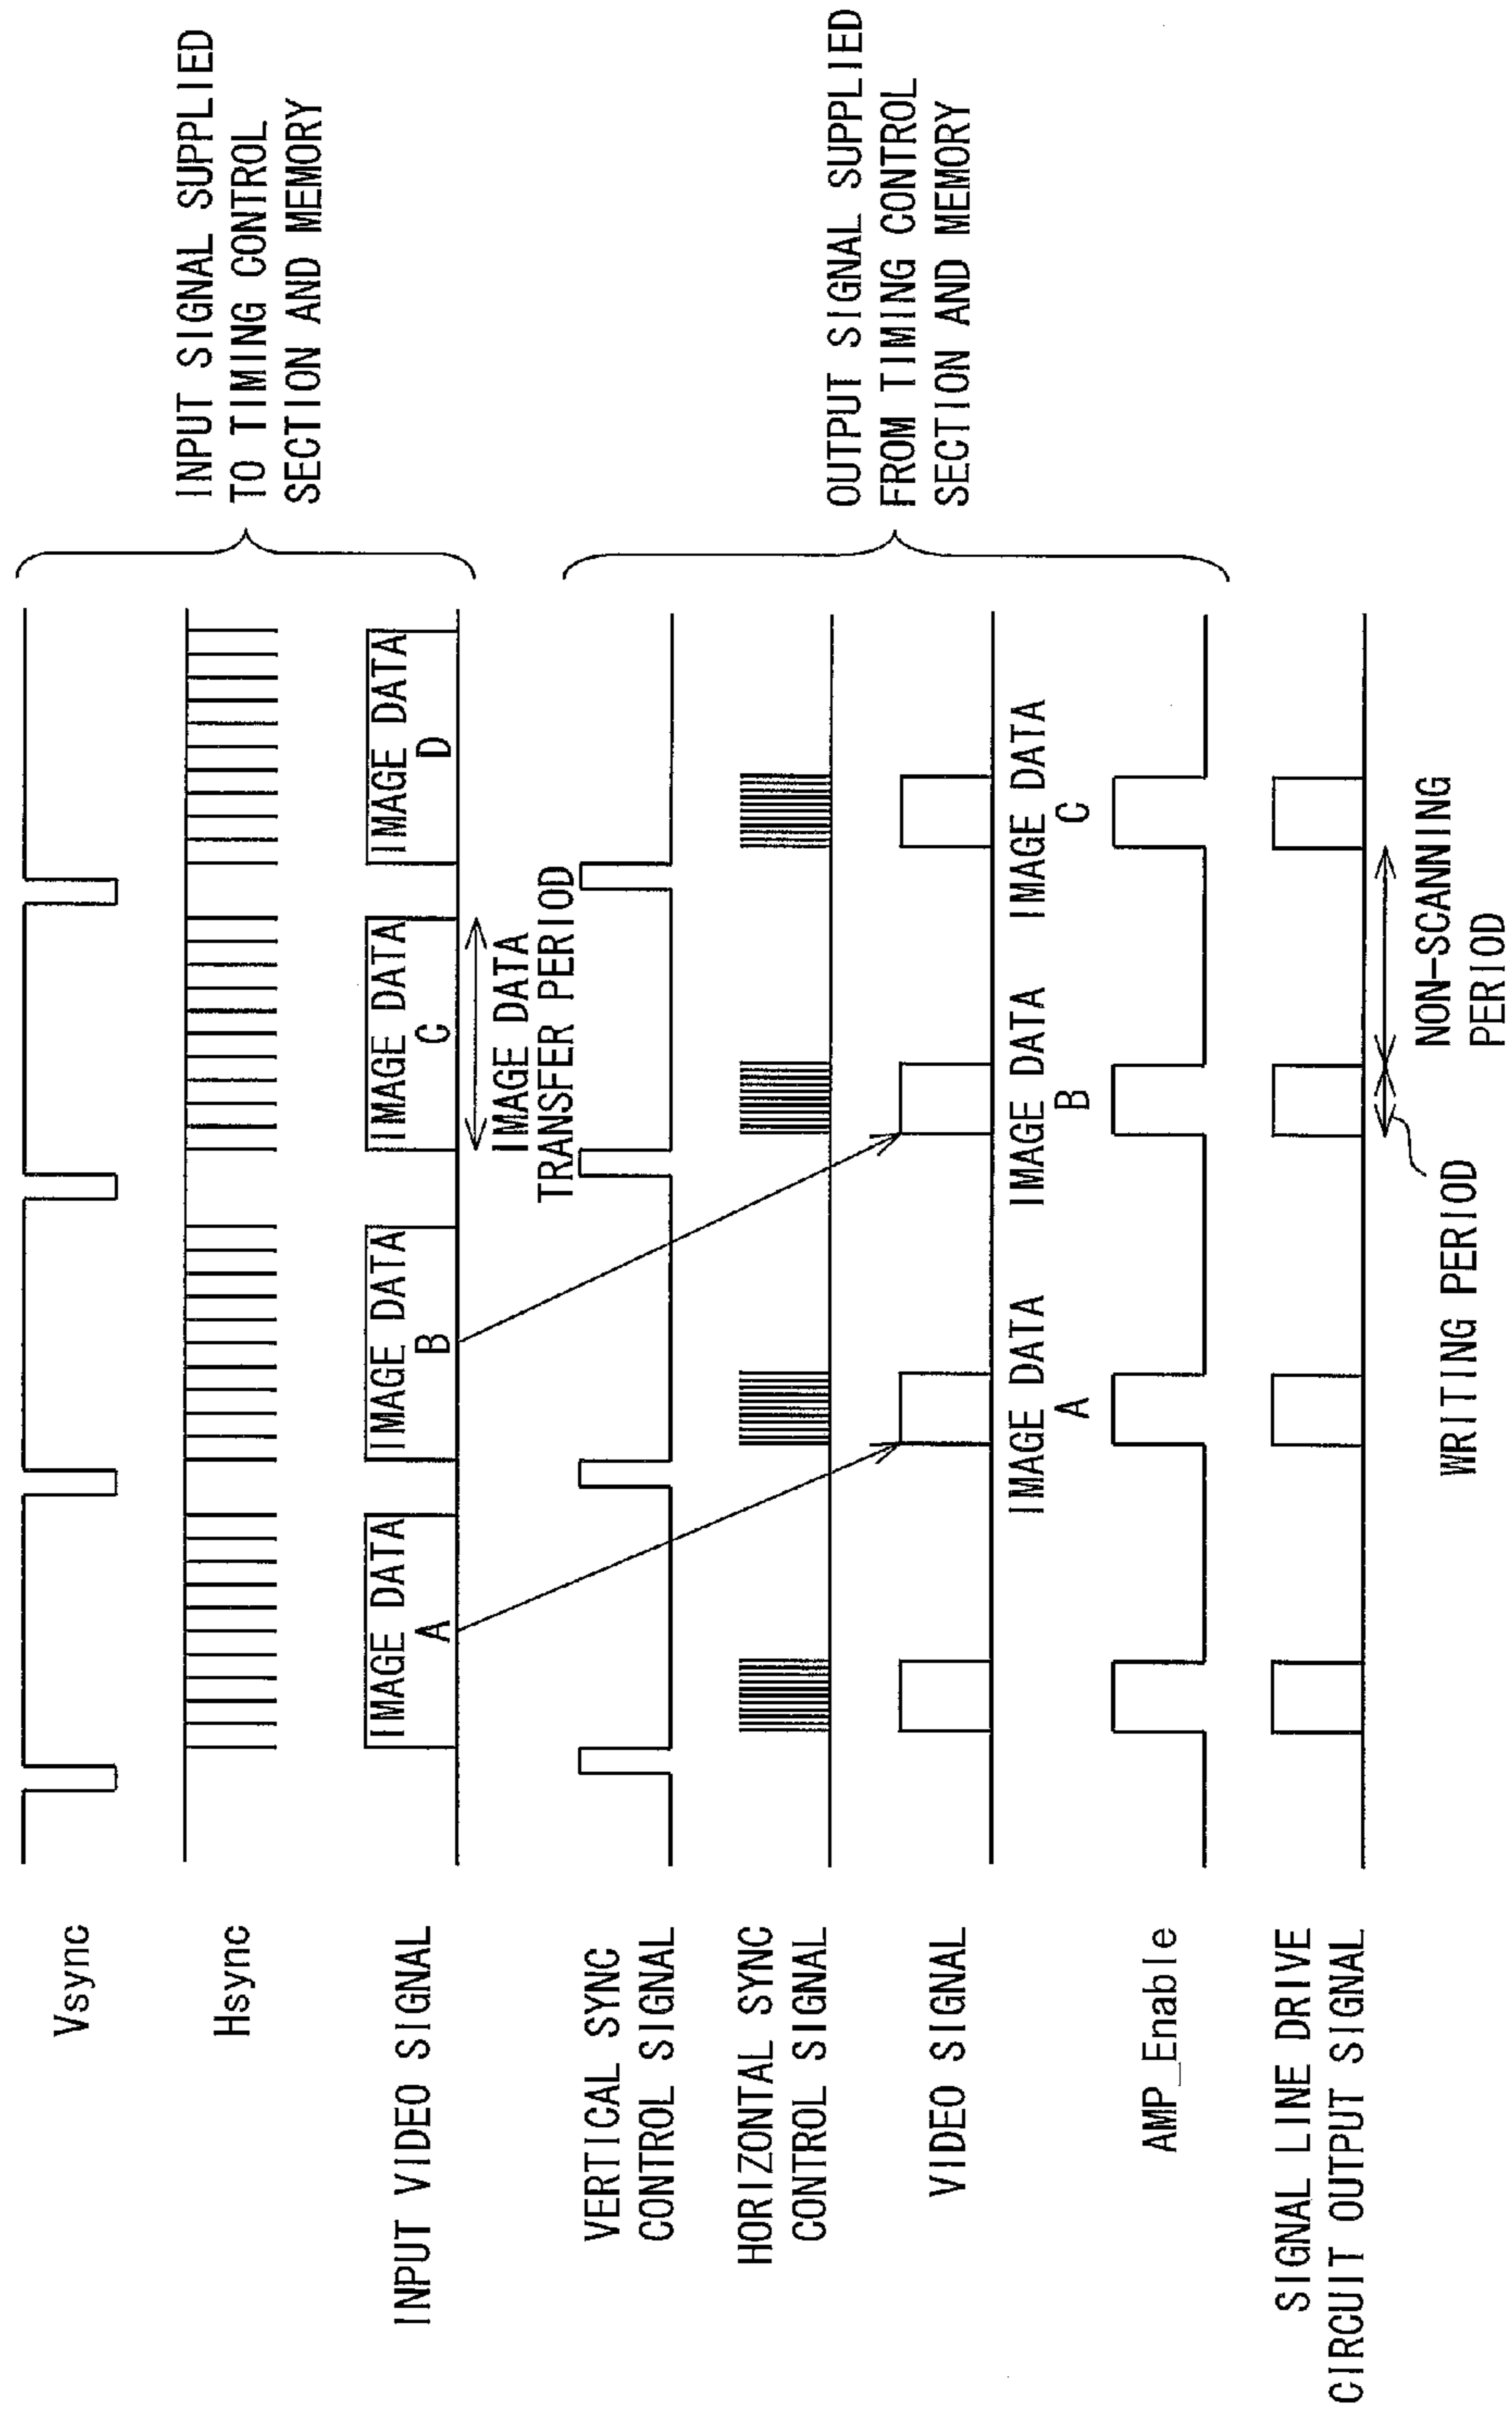 Vsync
Hsync
INPUT VIDEO SIGNAL
IMAGE DATA
A
IMAGE DATA
B
IMAGE DATA
C
IMAGE DATA
D
IMAGE DATA
TRANSFER PERIOD
INPUT SIGNAL SUPPLIED
TO TIMING CONTROL
SECTION AND MEMORY
VERTICAL SYNC
CONTROL SIGNAL
HORIZONTAL SYNC
CONTROL SIGNAL
VIDEO SIGNAL
IMAGE DATA
A
IMAGE DATA
B
IMAGE DATA
C
AMP_Enable
OUTPUT SIGNAL SUPPLIED
FROM TIMING CONTROL
SECTION AND MEMORY
SIGNAL LINE DRIVE
CIRCUIT OUTPUT SIGNAL
WRITING PERIOD
NON-SCANNING
PERIOD